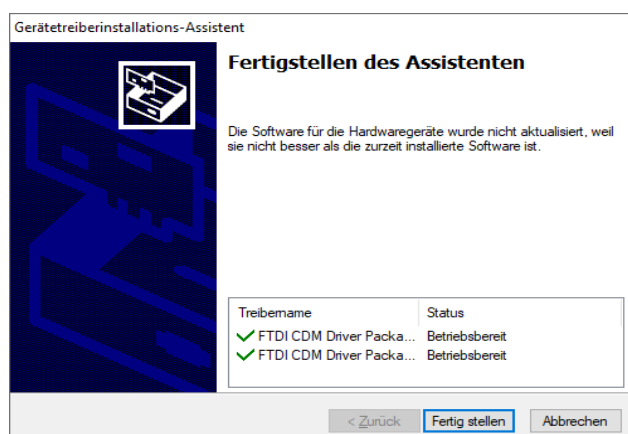 Gerätetreiberinstallations-Assistent
Fertigstellen des Assistenten
Die Software für die Hardwaregeräte wurde nicht aktualisiert, weil
sie nicht besser als die zurzeit installierte Software ist.
Treibername Status
FTDI CDM Driver Packa... Betriebsbereit
FTDI CDM Driver Packa... Betriebsbereit
< Zurück Fertig stellen Abbrechen